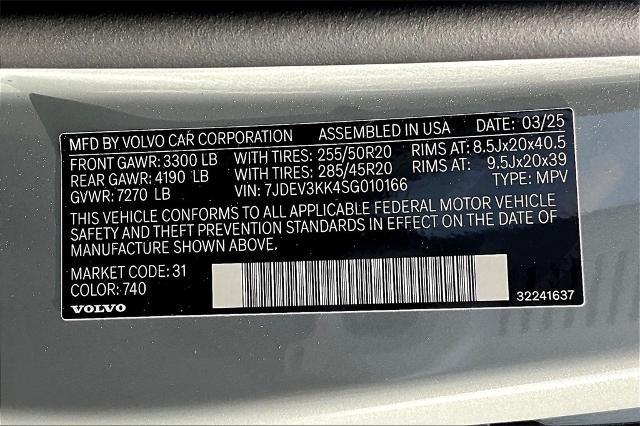 MFD BY VOLVO CAR CORPORATION ASSEMBLED IN USA DATE: 03/25
FRONT GAWR: 3300 LB WITH TIRES: 255/50R20 RIMS AT: 8.5Jx20x40.5
REAR GAWR: 4190 LB WITH TIRES: 285/45R20 RIMS AT: 9.5Jx20x39
GVWR: 7270 LB VIN: 7JDEV3KK4SG010166 TYPE: MPV
THIS VEHICLE CONFORMS TO ALL APPLICABLE FEDERAL MOTOR VEHICLE
SAFETY AND THEFT PREVENTION STANDARDS IN EFFECT ON THE DATE OF
MANUFACTURE SHOWN ABOVE.
MARKET CODE: 31
COLOR: 740
VOLVO 32241637